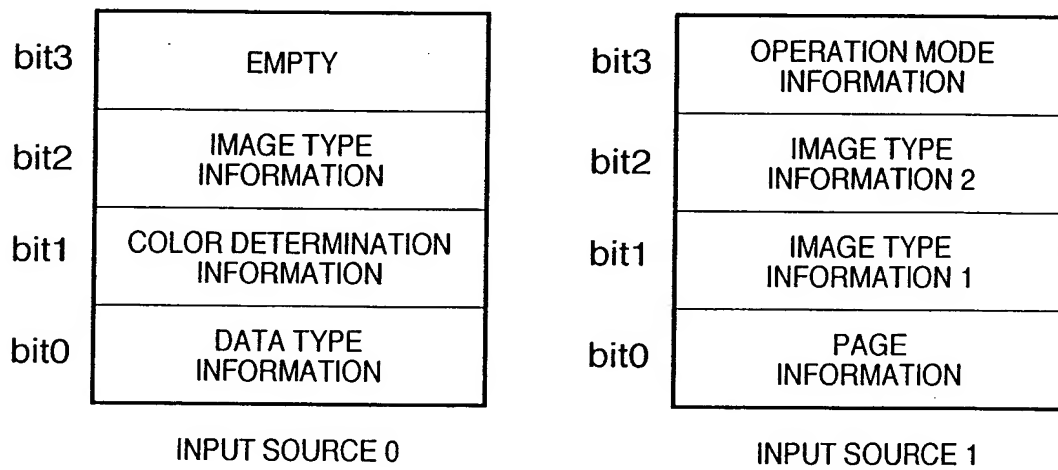 bit3
EMPTY
bit2
IMAGE TYPE
INFORMATION
bit1
COLOR DETERMINATION
INFORMATION
bit0
DATA TYPE
INFORMATION
INPUT SOURCE 0
bit3
OPERATION MODE
INFORMATION
bit2
IMAGE TYPE
INFORMATION 2
bit1
IMAGE TYPE
INFORMATION 1
bit0
PAGE
INFORMATION
INPUT SOURCE 1